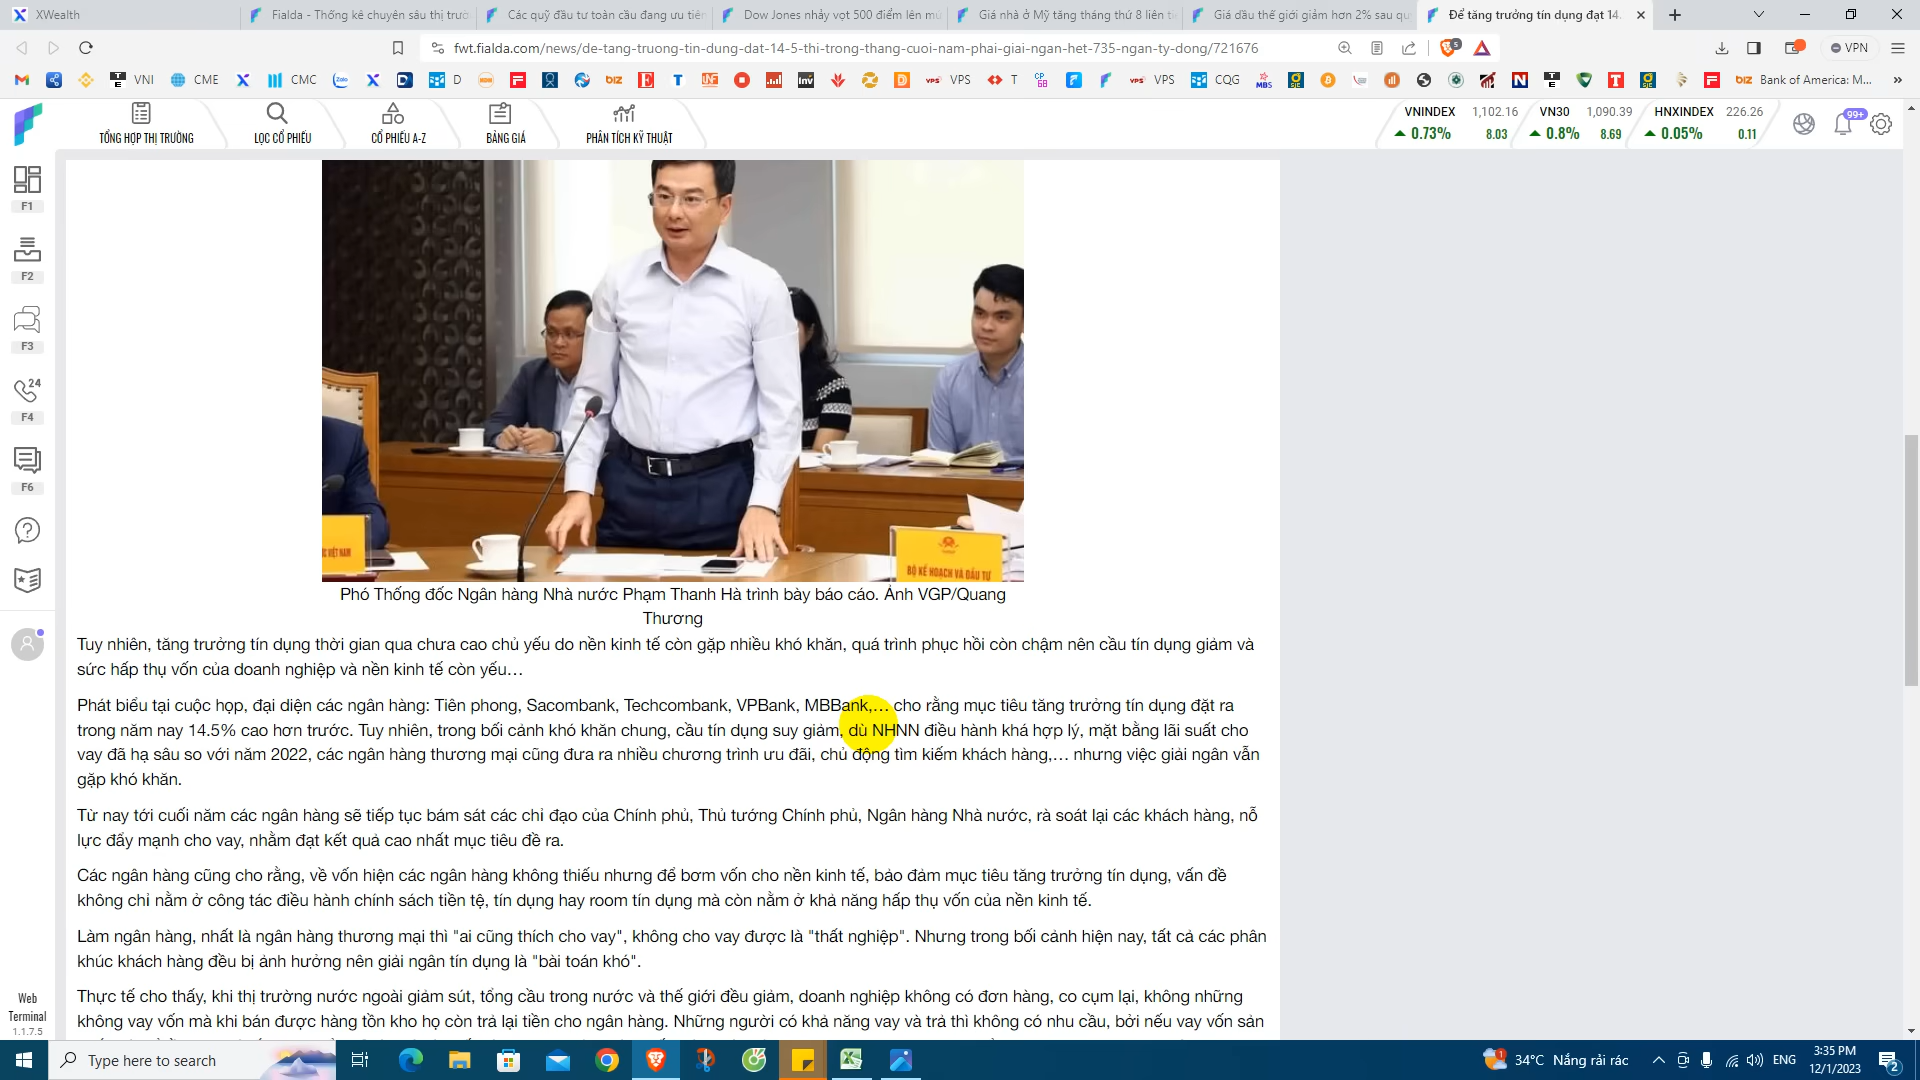 XWealth
Fialda - Thống kê chuyên sâu thị trườ
Các quỹ đầu tư toàn cầu đang ưu tiên
Dow Jones nhảy vọt 500 điểm lên mứ
Giá nhà ở Mỹ tăng tháng thứ 8 liên ti
Giá dầu thế giới giảm hơn 2% sau qu
Để tăng trưởng tín dụng đạt 14.
fwt.fialda.com/news/de-tang-truong-tin-dung-dat-14-5-thi-trong-thang-cuoi-nam-phai-giai-ngan-het-735-ngan-ty-dong/721676
5
VPN
VNI
CME
CMC
Zalo
D
biz
INF
Inv
VPS
T
VPS
CQG
MBS
biz
Bank of America: M...
TỔNG HỢP THỊ TRƯỜNG
LỌC CỔ PHIẾU
CỔ PHIẾU A-Z
BẢNG GIÁ
PHÂN TÍCH KỸ THUẬT
VNINDEX 1,102.16
0.73% 8.03
VN30 1,090.39
0.8% 8.69
HNXINDEX 226.26
0.05% 0.11
99+
F1
F2
F3
24
F4
F6
VIỆT NAM
BỘ KẾ HOẠCH VÀ ĐẦU TƯ
Phó Thống đốc Ngân hàng Nhà nước Phạm Thanh Hà trình bày báo cáo. Ảnh VGP/Quang
Thương
Tuy nhiên, tăng trưởng tín dụng thời gian qua chưa cao chủ yếu do nền kinh tế còn gặp nhiều khó khăn, quá trình phục hồi còn chậm nên cầu tín dụng giảm và
sức hấp thụ vốn của doanh nghiệp và nền kinh tế còn yếu…
Phát biểu tại cuộc họp, đại diện các ngân hàng: Tiên phong, Sacombank, Techcombank, VPBank, MBBank,… cho rằng mục tiêu tăng trưởng tín dụng đặt ra
trong năm nay 14.5% cao hơn trước. Tuy nhiên, trong bối cảnh khó khăn chung, cầu tín dụng suy giảm, dù NHNN điều hành khá hợp lý, mặt bằng lãi suất cho
vay đã hạ sâu so với năm 2022, các ngân hàng thương mại cũng đưa ra nhiều chương trình ưu đãi, chủ động tìm kiếm khách hàng,… nhưng việc giải ngân vẫn
gặp khó khăn.
Từ nay tới cuối năm các ngân hàng sẽ tiếp tục bám sát các chỉ đạo của Chính phủ, Thủ tướng Chính phủ, Ngân hàng Nhà nước, rà soát lại các khách hàng, nỗ
lực đẩy mạnh cho vay, nhằm đạt kết quả cao nhất mục tiêu đề ra.
Các ngân hàng cũng cho rằng, về vốn hiện các ngân hàng không thiếu nhưng để bơm vốn cho nền kinh tế, bảo đảm mục tiêu tăng trưởng tín dụng, vấn đề
không chỉ nằm ở công tác điều hành chính sách tiền tệ, tín dụng hay room tín dụng mà còn nằm ở khả năng hấp thụ vốn của nền kinh tế.
Làm ngân hàng, nhất là ngân hàng thương mại thì "ai cũng thích cho vay", không cho vay được là "thất nghiệp". Nhưng trong bối cảnh hiện nay, tất cả các phân
khúc khách hàng đều bị ảnh hưởng nên giải ngân tín dụng là "bài toán khó".
Thực tế cho thấy, khi thị trường nước ngoài giảm sút, tổng cầu trong nước và thế giới đều giảm, doanh nghiệp không có đơn hàng, co cụm lại, không những
không vay vốn mà khi bán được hàng tồn kho họ còn trả lại tiền cho ngân hàng. Những người có khả năng vay và trả thì không có nhu cầu, bởi nếu vay vốn sản
Web
Terminal
1.1.7.5
Type here to search
1
34°C Nắng rải rác
ENG
3:35 PM
12/1/2023
2